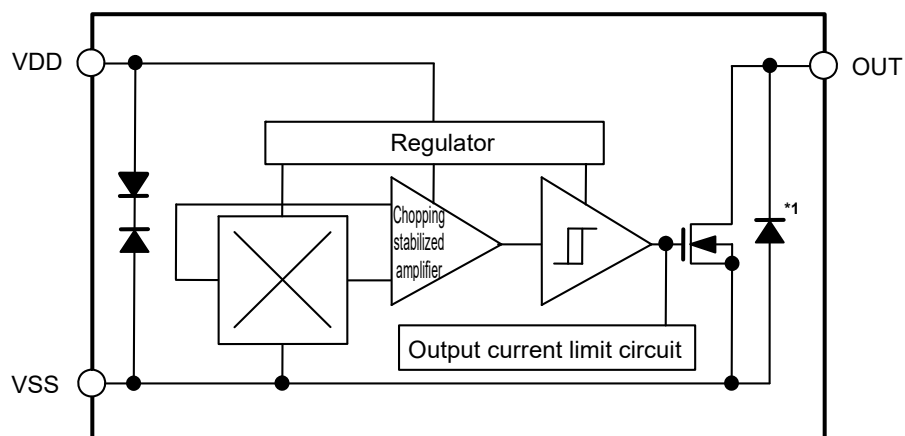 VDD
OUT
Regulator
Chopping
stabilized
amplifier
*1
Output current limit circuit
VSS